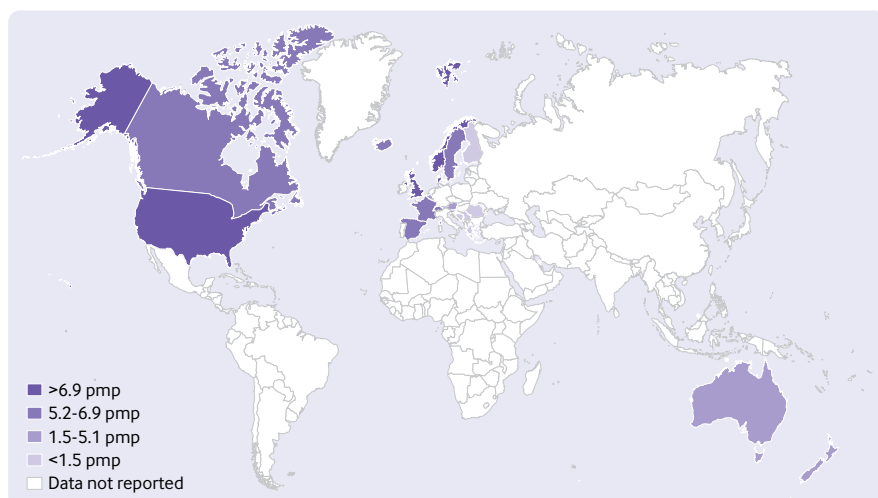 >6.9 pmp
5.2-6.9 pmp
1.5-5.1 pmp
<1.5 pmp
Data not reported